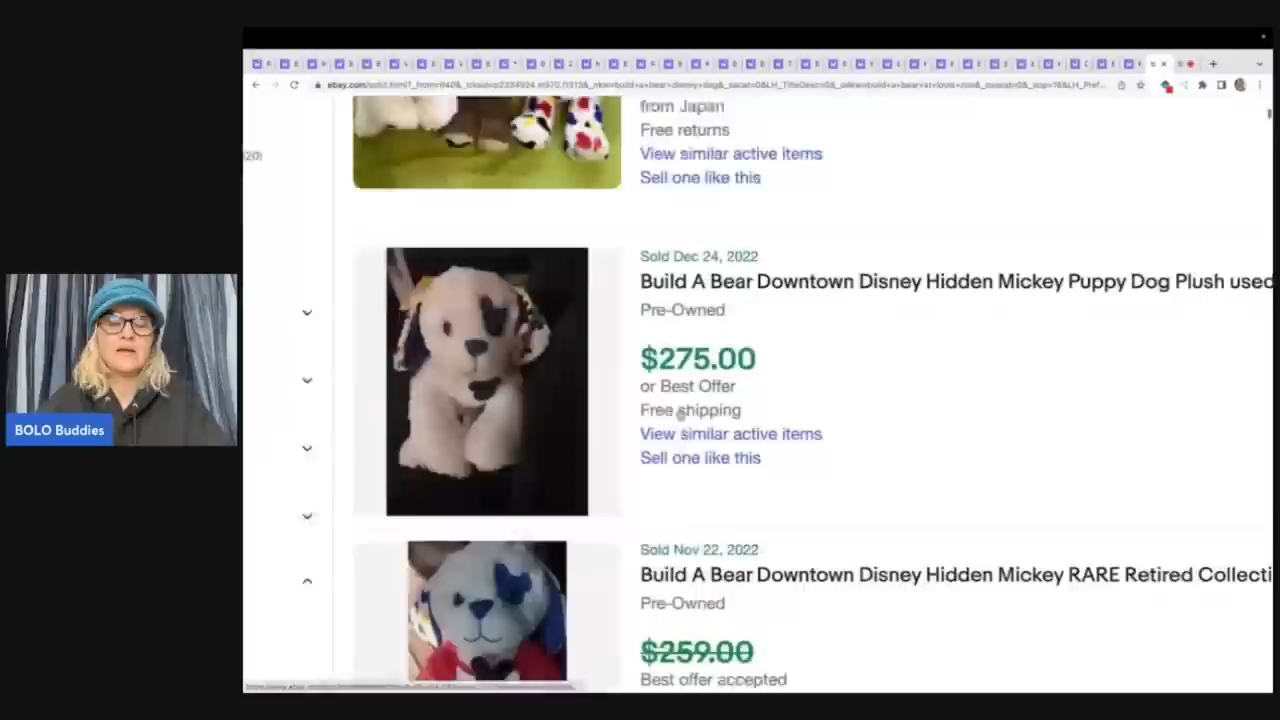 ebay.com
from Japan
Free returns
(20)
View similar active items
Sell one like this
Sold Dec 24, 2022
Build A Bear Downtown Disney Hidden Mickey Puppy Dog Plush used
Pre-Owned
$275.00
or Best Offer
Free shipping
View similar active items
Sell one like this
BOLO Buddies
Sold Nov 22, 2022
Build A Bear Downtown Disney Hidden Mickey RARE Retired Collecti
Pre-Owned
$259.00
Best offer accepted